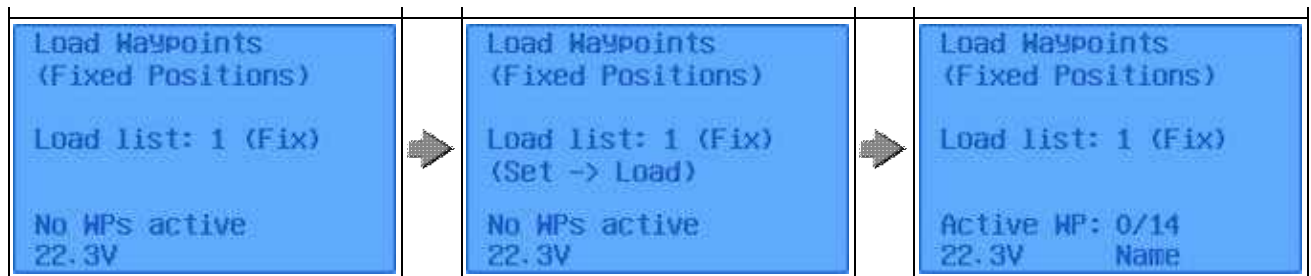 Load Waypoints
(Fixed Positions)
Load list: 1 (Fix)
No WPs active
22.3V
Load Waypoints
(Fixed Positions)
Load list: 1 (Fix)
(Set -> Load)
No WPs active
22.3V
Load Waypoints
(Fixed Positions)
Load list: 1 (Fix)
Active WP: 0/14
22.3V Name